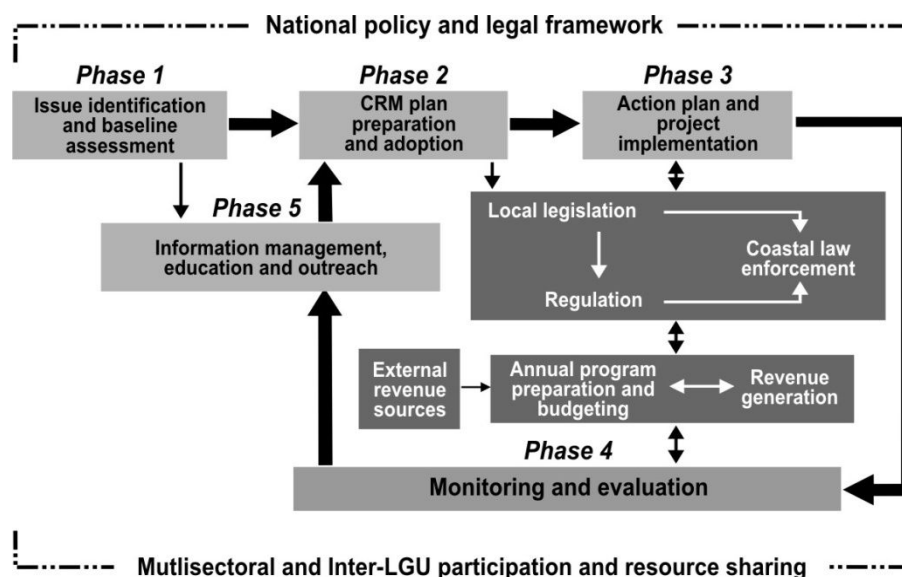 National policy and legal framework
Phase 1
Issue identification
and baseline
assessment
Phase 2
CRM plan
preparation
and adoption
Phase 3
Action plan and
project
implementation
Phase 5
Information management,
education and outreach
Local legislation
Coastal law
enforcement
Regulation
External
revenue
sources
Annual program
preparation and
budgeting
Revenue
generation
Phase 4
Monitoring and evaluation
Mutlisectoral and Inter-LGU participation and resource sharing